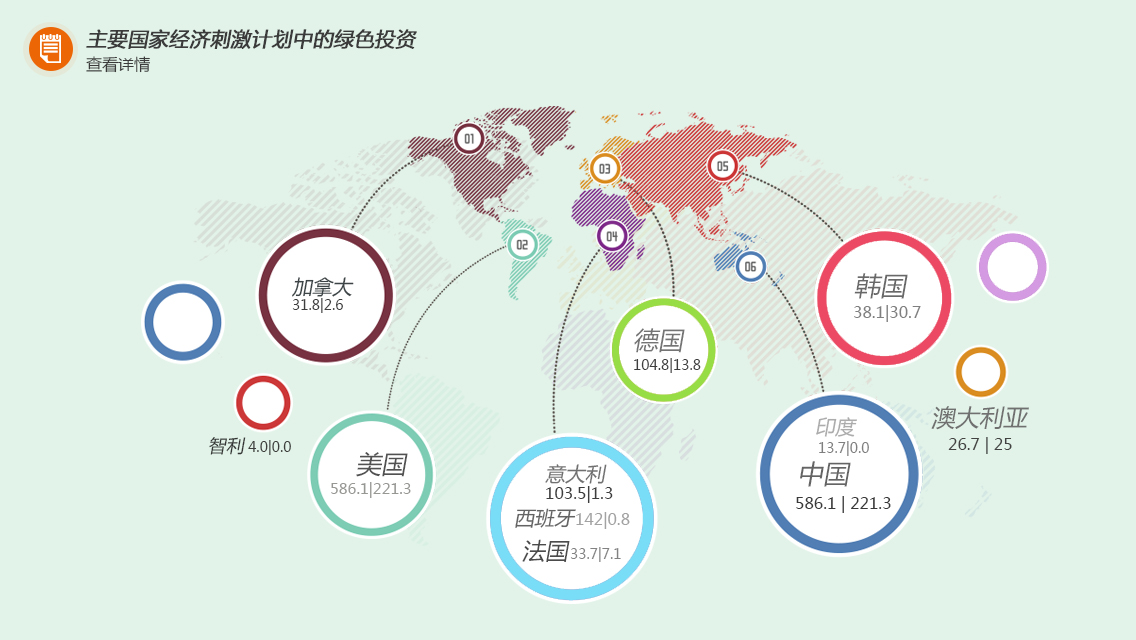 主要国家经济刺激计划中的绿色投资
查看详情
01
02
03
04
05
06
加拿大
31.8|2.6
智利 4.0|0.0
美国
586.1|221.3
意大利
103.5|1.3
西班牙142|0.8
法国33.7|7.1
德国
104.8|13.8
韩国
38.1|30.7
印度
13.7|0.0
中国
586.1 | 221.3
澳大利亚
26.7 | 25